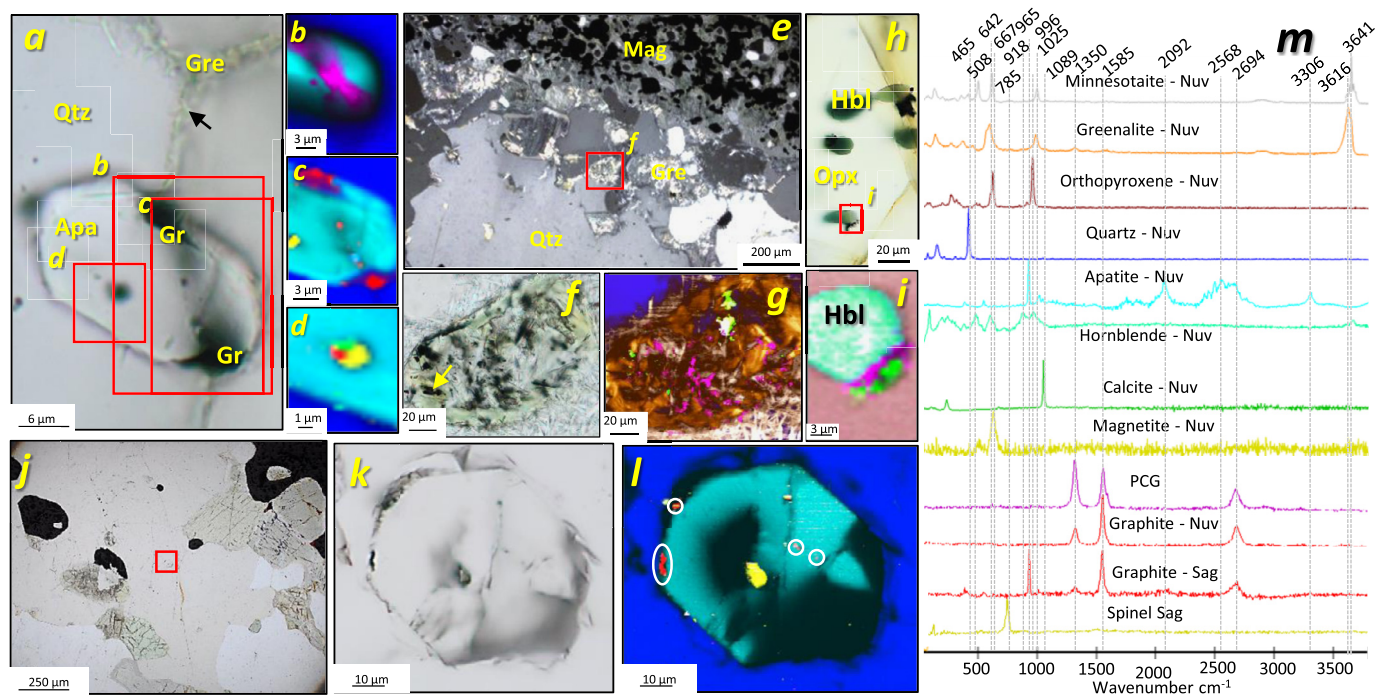 a
Gre
Qtz
b
c
Apa
Gr
d
Gr
6 µm
b
3 µm
c
3 µm
d
1 µm
e
Mag
f
Gre
Qtz
200 µm
f
20 µm
g
20 µm
h
Hbl
Opx
i
20 µm
i
Hbl
3 µm
j
250 µm
k
10 µm
l
10 µm
m
465
508
642
667
785
918
965
996
1025
1089
1350
1585
2092
2568
2694
3306
3616
3641
Minnesotaite - Nuv
Greenalite - Nuv
Orthopyroxene - Nuv
Quartz - Nuv
Apatite - Nuv
Hornblende - Nuv
Calcite - Nuv
Magnetite - Nuv
PCG
Graphite - Nuv
Graphite - Sag
Spinel Sag
500 1000 1500 2000 2500 3000 3500
Wavenumber cm-1